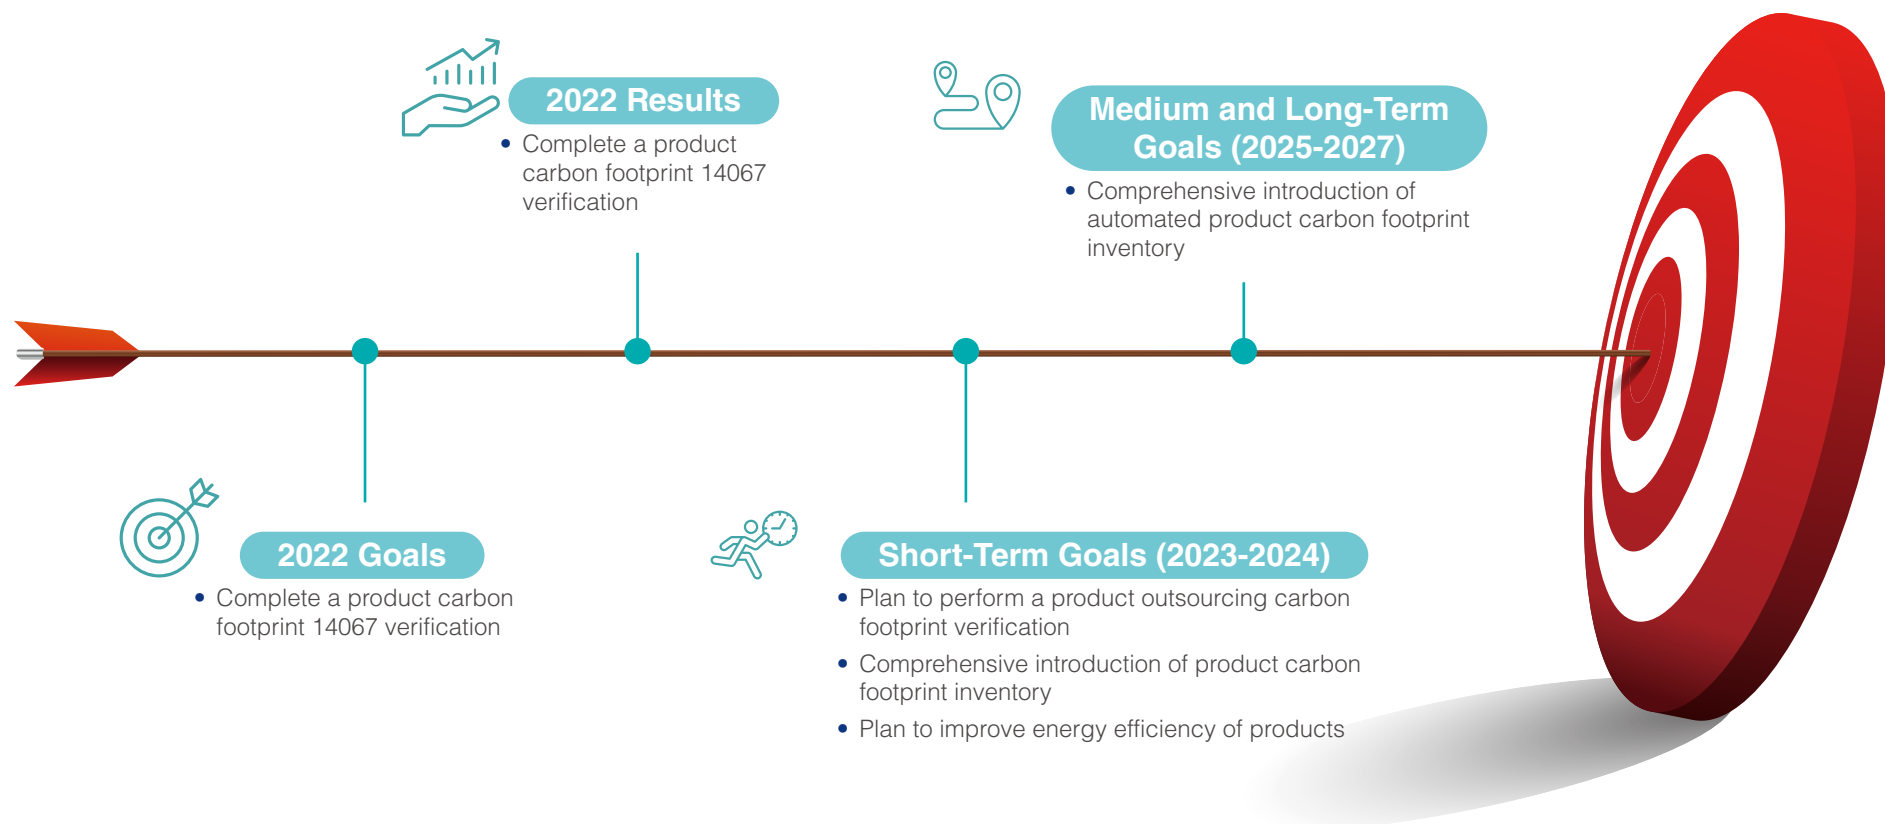 2022 Results
• Complete a product
carbon footprint 14067
verification
Medium and Long-Term
Goals (2025-2027)
• Comprehensive introduction of
automated product carbon footprint
inventory
2022 Goals
• Complete a product carbon
footprint 14067 verification
Short-Term Goals (2023-2024)
• Plan to perform a product outsourcing carbon
footprint verification
• Comprehensive introduction of product carbon
footprint inventory
• Plan to improve energy efficiency of products